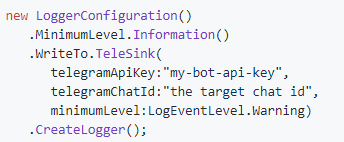 new LoggerConfiguration()
.MinimumLevel.Information()
.WriteTo.TeleSink(
telegramApiKey:"my-bot-api-key",
telegramChatId:"the target chat id",
minimumLevel:LogEventLevel.Warning)
.CreateLogger();